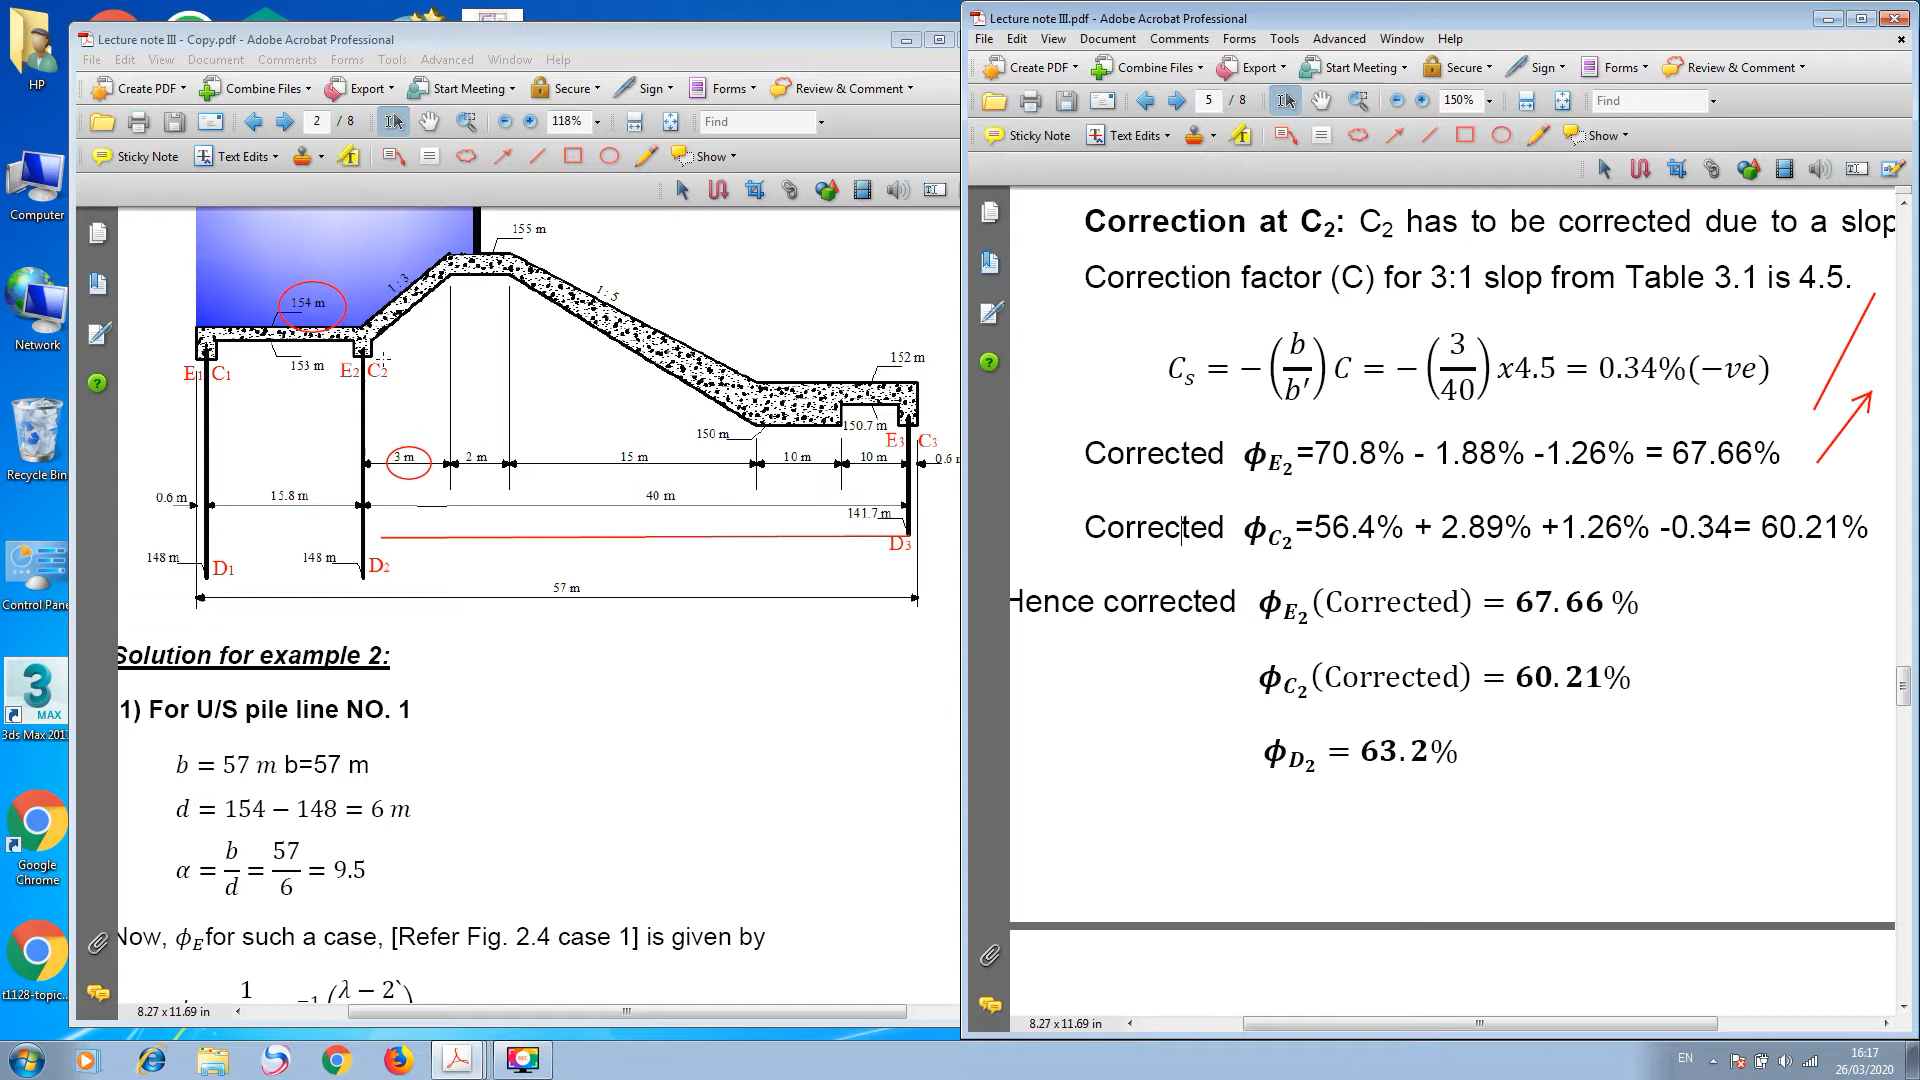 HP
Computer
Network
Recycle Bin
Control Pane
3ds Max 201
MAX
Google
Chrome
t1128-topic...
Lecture note III - Copy.pdf - Adobe Acrobat Professional
File Edit View Document Comments Forms Tools Advanced Window Help
Create PDF Combine Files Export Start Meeting Secure Sign Forms Review & Comment
2 / 8 118% Find
Sticky Note Text Edits Show
155 m
1 : 3
1 : 5
154 m
153 m
152 m
E1 C1 E2 C2
150 m 150.7 m
E3 C3
3 m 2 m 15 m 10 m 10 m 0.6 m
0.6 m 15.8 m 40 m
141.7 m
D3
148 m D1 148 m D2
57 m
Solution for example 2:
1) For U/S pile line NO. 1
b = 57 m b=57 m
d = 154 − 148 = 6 m
α = b/d = 57/6 = 9.5
Now, ϕE for such a case, [Refer Fig. 2.4 case 1] is given by
1 −1 (λ − 2`
8.27 x 11.69 in
Lecture note III.pdf - Adobe Acrobat Professional
File Edit View Document Comments Forms Tools Advanced Window Help
Create PDF Combine Files Export Start Meeting Secure Sign Forms Review & Comment
5 / 8 150% Find
Sticky Note Text Edits Show
Correction at C2: C2 has to be corrected due to a slop
Correction factor (C) for 3:1 slop from Table 3.1 is 4.5.
Cs = −(b/b′) C = −(3/40) x4.5 = 0.34%(−ve)
Corrected ϕE2=70.8% - 1.88% -1.26% = 67.66%
Corrected ϕC2=56.4% + 2.89% +1.26% -0.34= 60.21%
Hence corrected ϕE2(Corrected) = 67.66 %
ϕC2(Corrected) = 60.21%
ϕD2 = 63.2%
8.27 x 11.69 in
EN
16:17
26/03/2020